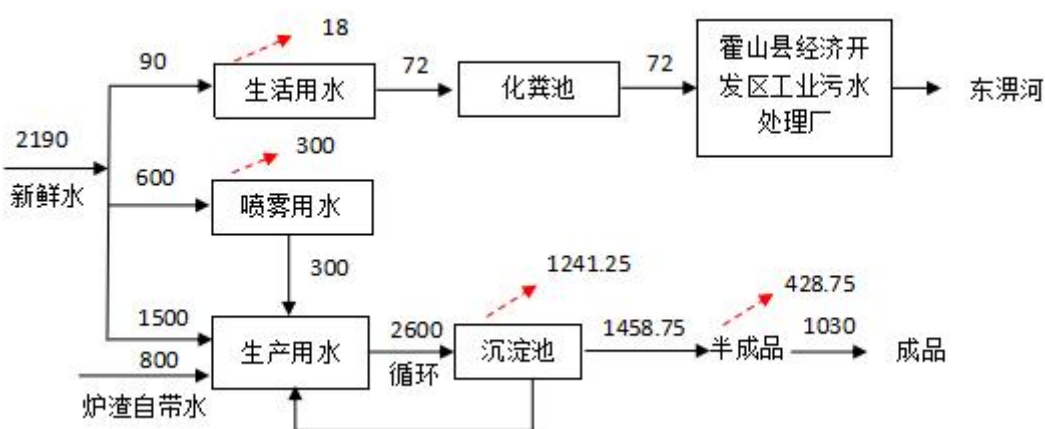 18
90
生活用水
72
化粪池
72
霍山县经济开
发区工业污水
处理厂
东淠河
2190
新鲜水
300
600
喷雾用水
300
1241.25
428.75
1500
生产用水
2600
循环
沉淀池
1458.75
半成品
1030
成品
800
炉渣自带水